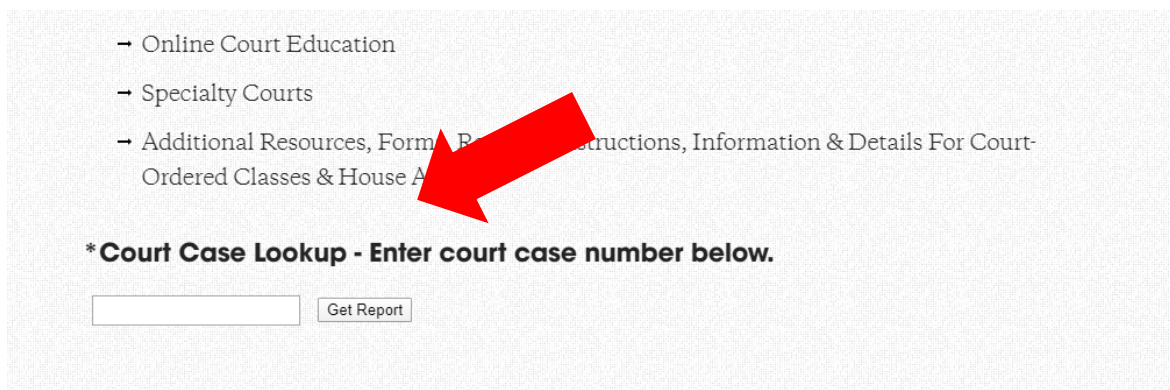 → Online Court Education
→ Specialty Courts
→ Additional Resources, Form Information & Details For Court-
Ordered Classes & House
*Court Case Lookup - Enter court case number below.
Get Report